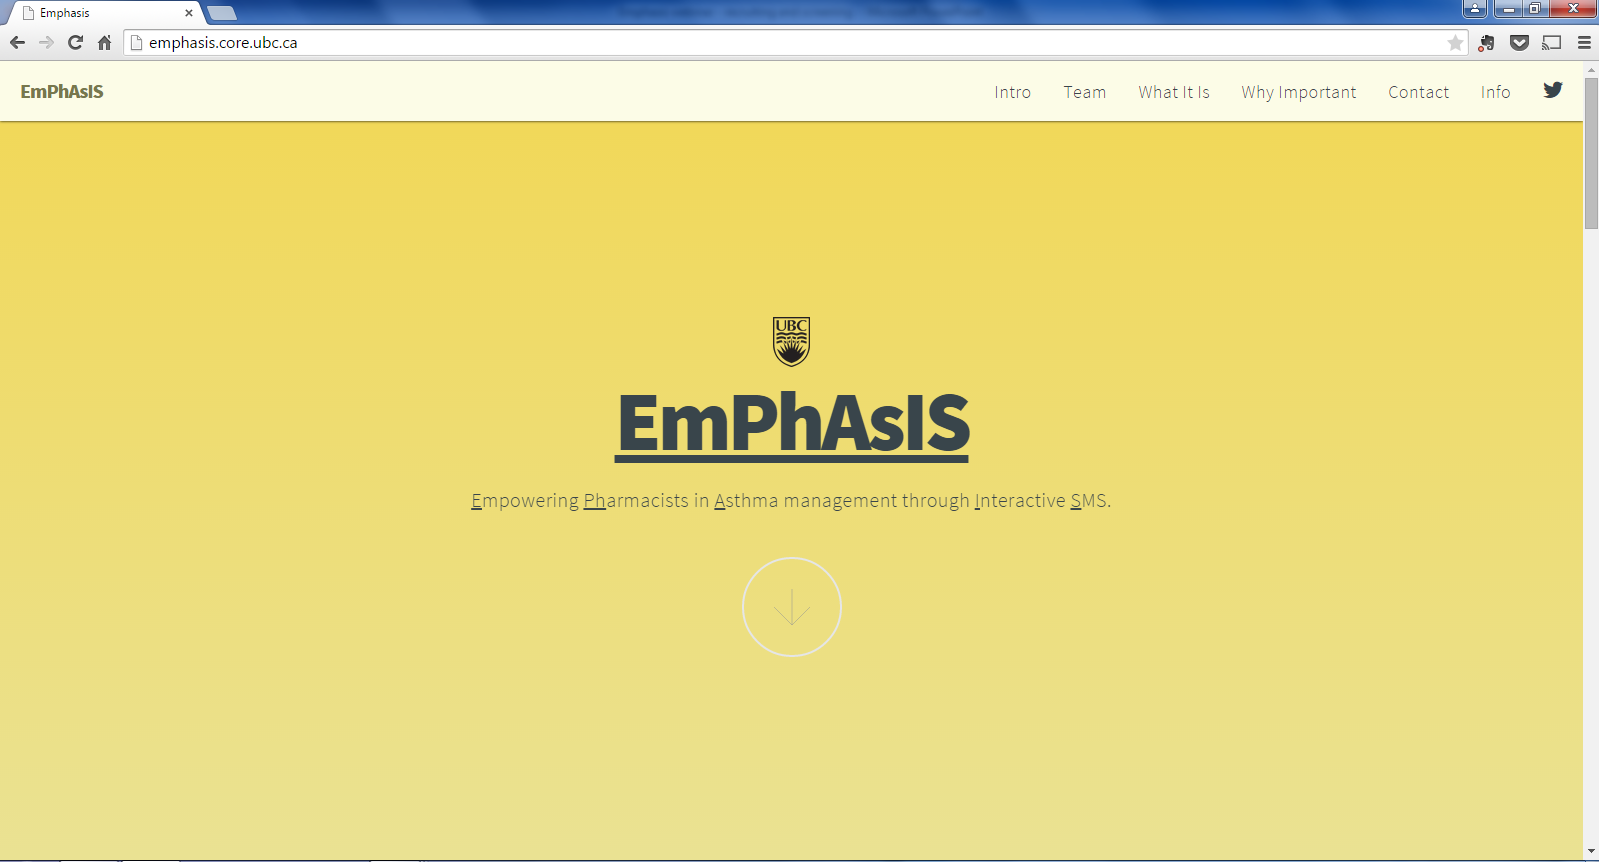 Emphasis
emphasis.core.ubc.ca
EmPhAsIS
Intro Team What It Is Why Important Contact Info
UBC
EmPhAsIS
Empowering Pharmacists in Asthma management through Interactive SMS.